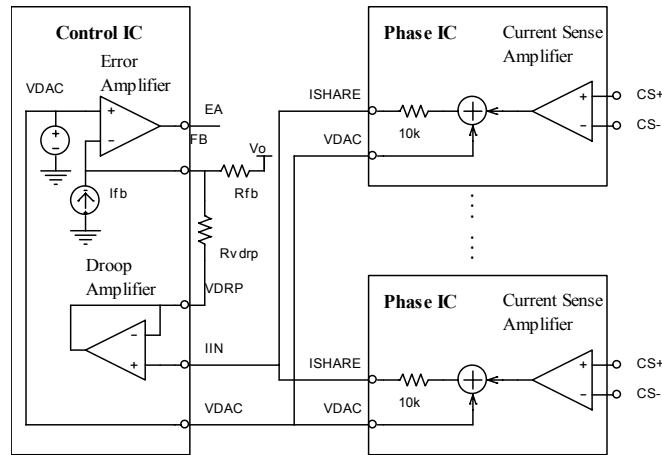 Control IC
Error
Amplifier
VDAC
+
−
+
−
EA
FB
Vo
Ifb
Rfb
Rvdrp
Droop
Amplifier
VDRP
−
+
IIN
VDAC
Phase IC
Current Sense
Amplifier
ISHARE
10k
VDAC
+
−
CS+
CS-
Phase IC
Current Sense
Amplifier
ISHARE
10k
VDAC
+
−
CS+
CS-